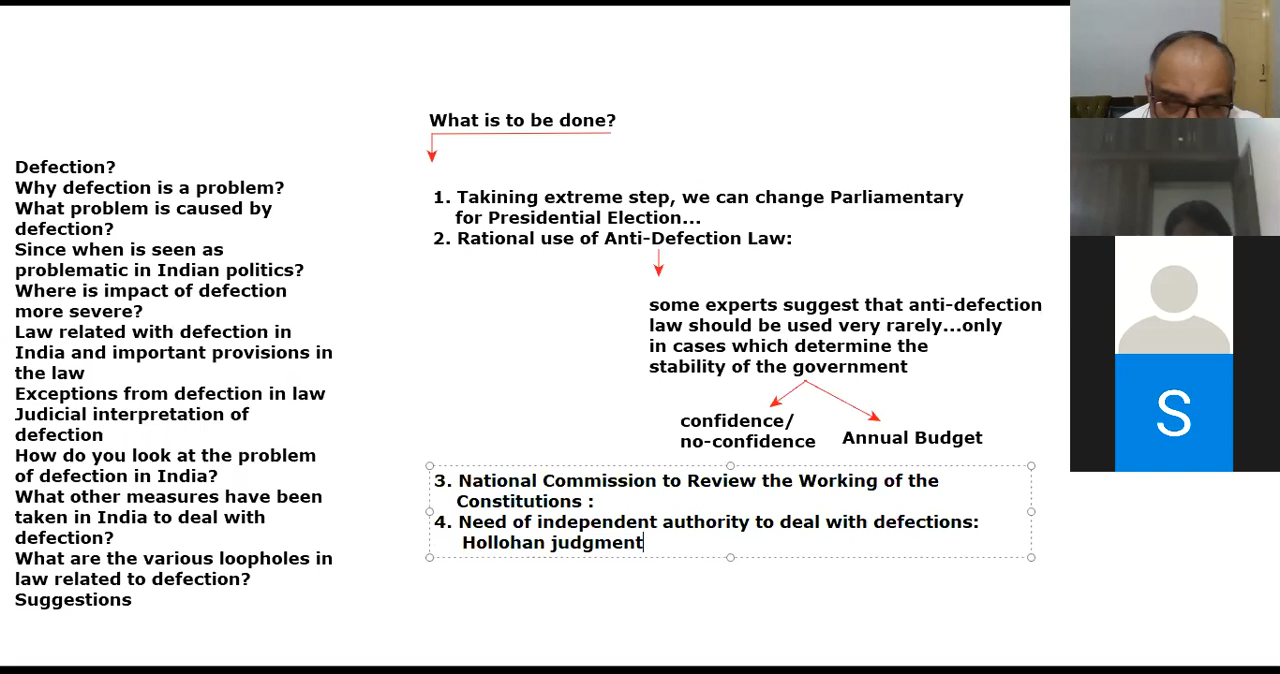 What is to be done?
Defection?
Why defection is a problem?
What problem is caused by
defection?
Since when is seen as
problematic in Indian politics?
Where is impact of defection
more severe?
Law related with defection in
India and important provisions in
the law
Exceptions from defection in law
Judicial interpretation of
defection
How do you look at the problem
of defection in India?
What other measures have been
taken in India to deal with
defection?
What are the various loopholes in
law related to defection?
Suggestions
1. Takining extreme step, we can change Parliamentary
for Presidential Election...
2. Rational use of Anti-Defection Law:
some experts suggest that anti-defection
law should be used very rarely...only
in cases which determine the
stability of the government
confidence/
no-confidence
Annual Budget
3. National Commission to Review the Working of the
Constitutions :
4. Need of independent authority to deal with defections:
Hollohan judgment
S